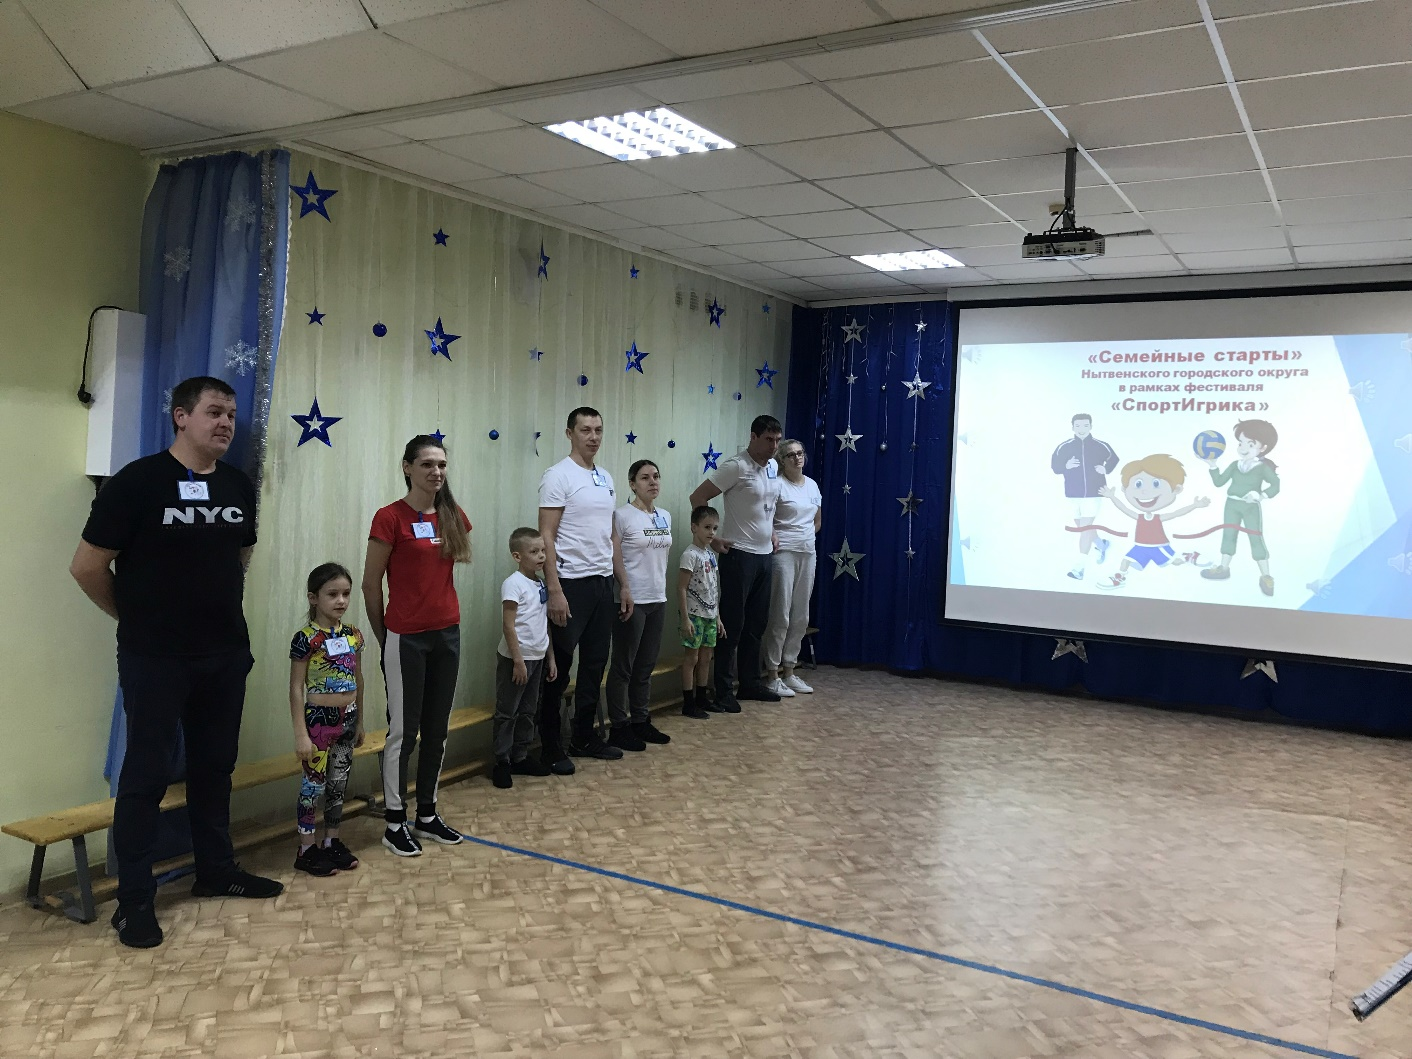 «Семейные старты»
Нытвенского городского округа
в рамках фестиваля
«СпортИгрика»
NYC